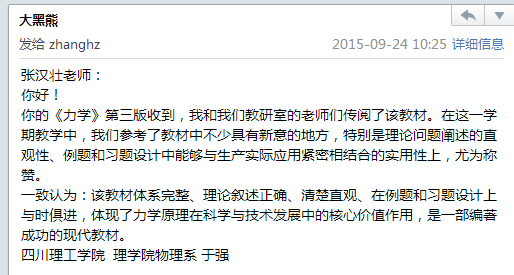 大黑熊
发给 zhanghz
2015-09-24 10:25 详细信息
张汉壮老师：
你好！
你的《力学》第三版收到，我和我们教研室的老师们传阅了该教材。在这一学
期教学中，我们参考了教材中不少具有新意的地方，特别是理论问题阐述的直
观性、例题和习题设计中能够与生产实际应用紧密相结合的实用性上，尤为称
赞。
一致认为：该教材体系完整、理论叙述正确、清楚直观、在例题和习题设计上
与时俱进，体现了力学原理在科学与技术发展中的核心价值作用，是一部编著
成功的现代教材。
四川理工学院 理学院物理系 于强